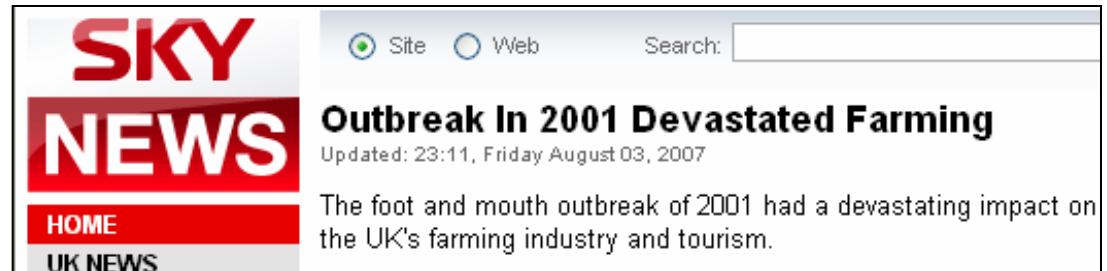 SKY
NEWS
HOME
UK NEWS
Site Web Search:
Outbreak In 2001 Devastated Farming
Updated: 23:11, Friday August 03, 2007
The foot and mouth outbreak of 2001 had a devastating impact on
the UK's farming industry and tourism.